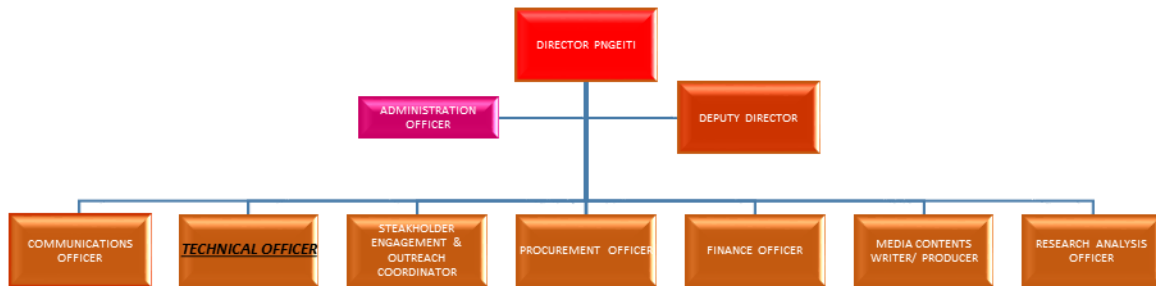 DIRECTOR PNGEITI
ADMINISTRATION
OFFICER
DEPUTY DIRECTOR
COMMUNICATIONS
OFFICER
TECHNICAL OFFICER
STEAKHOLDER
ENGAGEMENT &
OUTREACH
COORDINATOR
PROCUREMENT OFFICER
FINANCE OFFICER
MEDIA CONTENTS
WRITER/ PRODUCER
RESEARCH ANALYSIS
OFFICER